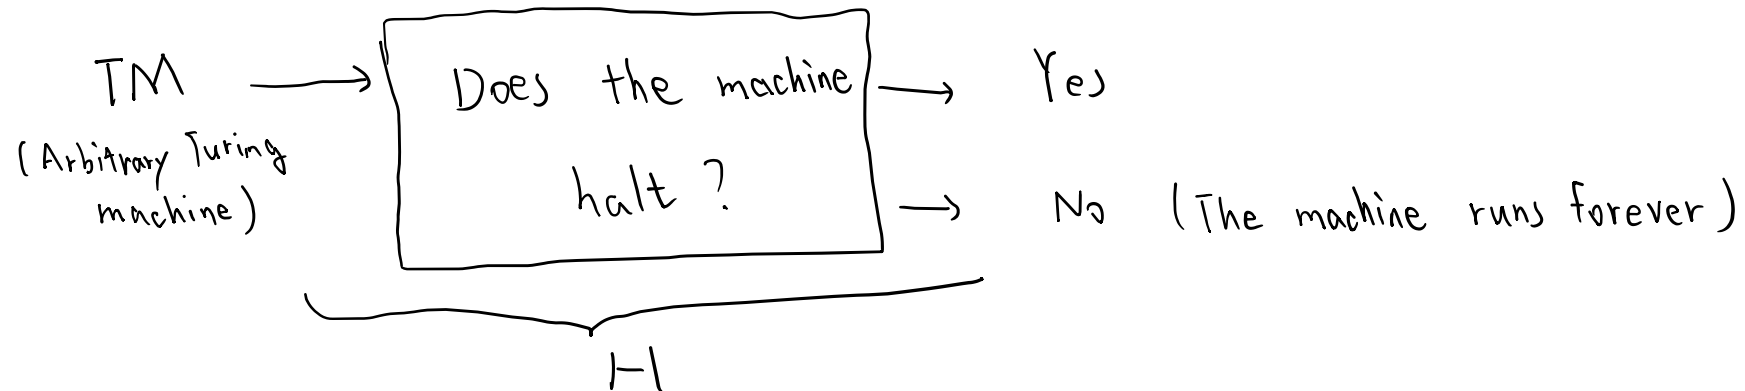 TM
(Arbitrary Turing
machine)
Does the machine
halt ?
Yes
No (The machine runs forever)
H